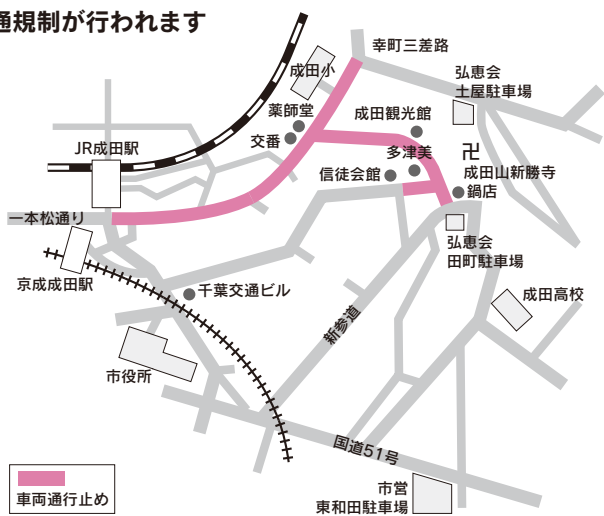 通規制が行われます
幸町三差路
成田小
弘恵会
土屋駐車場
薬師堂
成田観光館
交番
JR成田駅
多津美
卍
信徒会館
成田山新勝寺
鍋店
一本松通り
弘恵会
田町駐車場
京成成田駅
千葉交通ビル
成田高校
新参道
市役所
国道51号
車両通行止め
市営
東和田駐車場